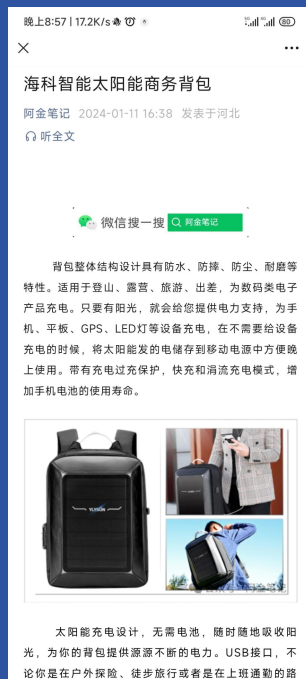 晚上8:57 | 17.2K/s
80
海科智能太阳能商务背包
阿金笔记 2024-01-11 16:38 发表于河北
听全文
微信搜一搜 阿金笔记
背包整体结构设计具有防水、防摔、防尘、耐磨等
特性。适用于登山、露营、旅游、出差，为数码类电子
产品充电。只要有阳光，就会给您提供电力支持，为手
机、平板、GPS、LED灯等设备充电，在不需要给设备
充电的时候，将太阳能发的电储存到移动电源中方便晚
上使用。带有充电过充保护，快充和涓流充电模式，增
加手机电池的使用寿命。
太阳能充电设计，无需电池，随时随地吸收阳
光，为你的背包提供源源不断的电力。USB接口，不
论你是在户外探险、徒步旅行或者是在上班通勤的路